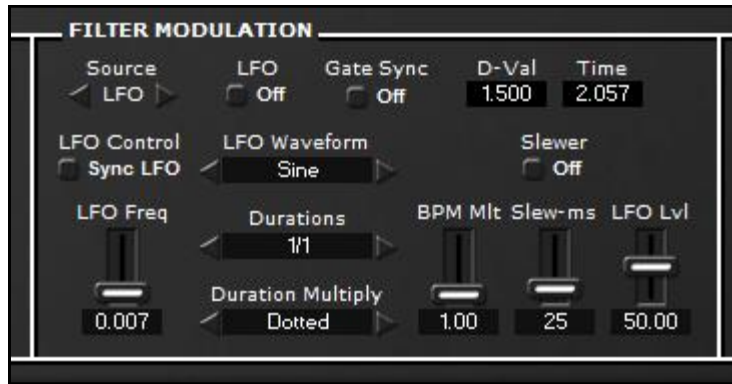 FILTER MODULATION
Source LFO Gate Sync D-Val Time
LFO Off Off 1.500 2.057
LFO Control LFO Waveform Slewer
Sync LFO Sine Off
LFO Freq Durations BPM Mlt Slew-ms LFO Lvl
1/1
Duration Multiply
0.007 Dotted 1.00 25 50.00